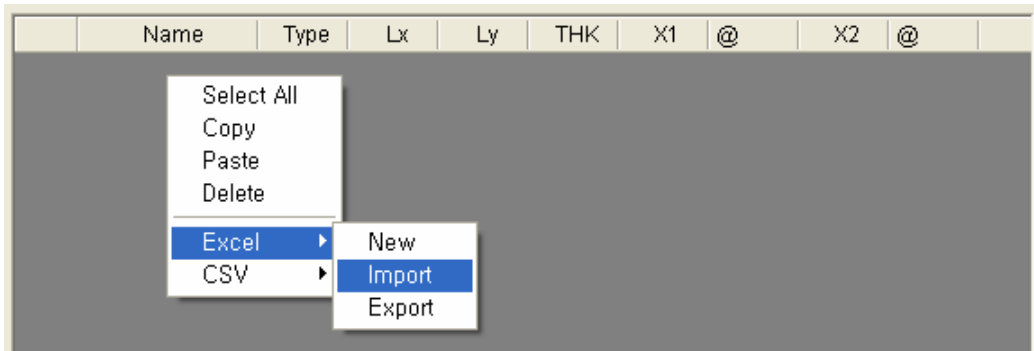 Name Type Lx Ly THK X1 @ X2 @
Select All
Copy
Paste
Delete
Excel
CSV
New
Import
Export